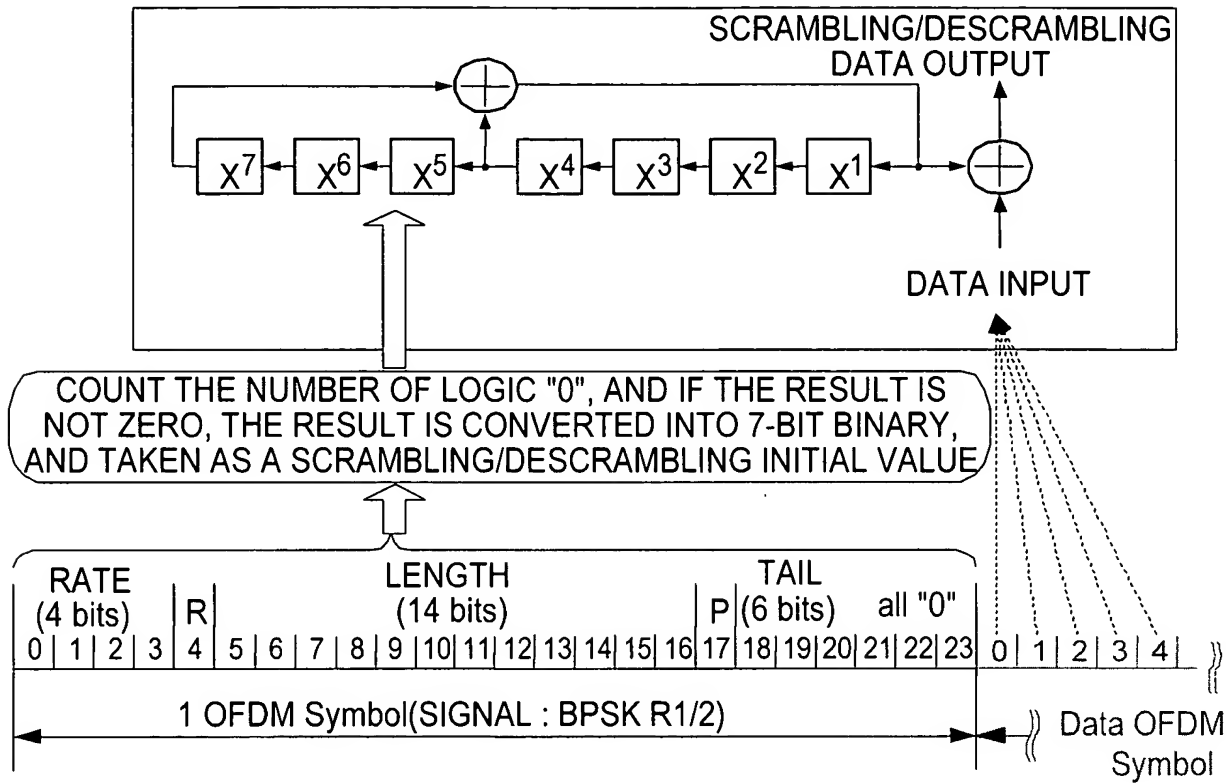 SCRAMBLING/DESCRAMBLING
DATA OUTPUT
X7 X6 X5 X4 X3 X2 X1
DATA INPUT
COUNT THE NUMBER OF LOGIC "0", AND IF THE RESULT IS
NOT ZERO, THE RESULT IS CONVERTED INTO 7-BIT BINARY,
AND TAKEN AS A SCRAMBLING/DESCRAMBLING INITIAL VALUE
RATE LENGTH TAIL
(4 bits) R (14 bits) P (6 bits) all "0"
0 1 2 3 4 5 6 7 8 9 10 11 12 13 14 15 16 17 18 19 20 21 22 23 0 1 2 3 4
1 OFDM Symbol(SIGNAL : BPSK R1/2)
Data OFDM
Symbol